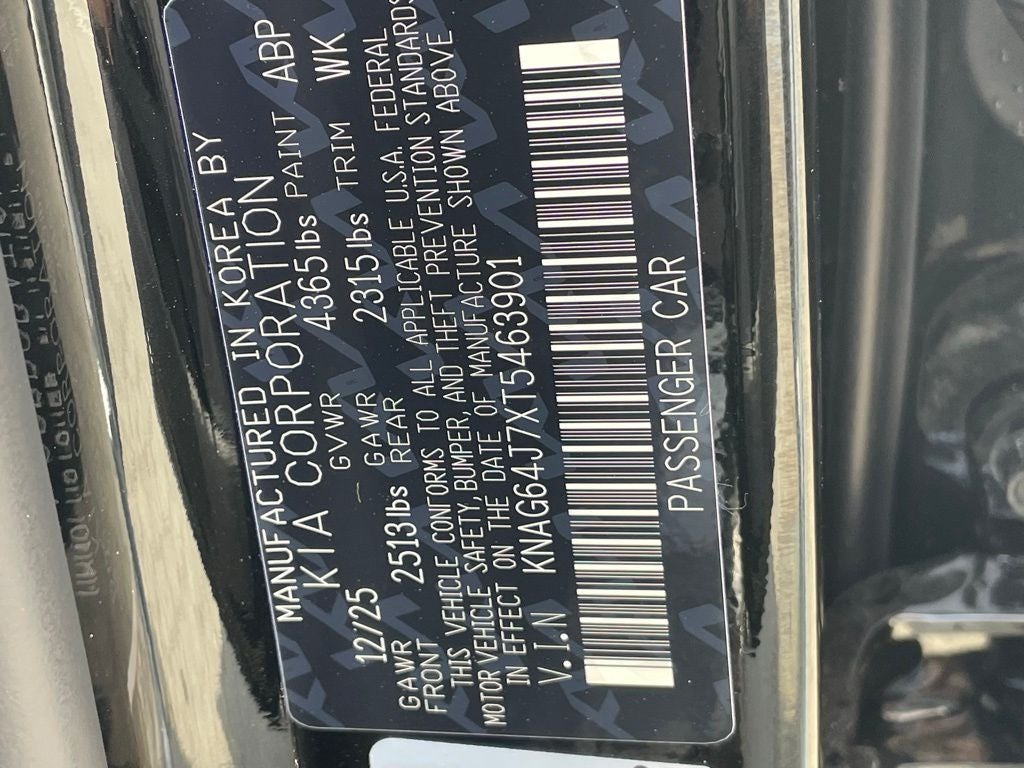 MANUFACTURED IN KOREA BY
KIA CORPORATION
12/25 GVWR 4365lbs PAINT ABP
GAWR FRONT 2513lbs GAWR REAR 2315lbs TRIM WK
THIS VEHICLE CONFORMS TO ALL APPLICABLE U.S.A. FEDERAL
MOTOR VEHICLE SAFETY, BUMPER, AND THEFT PREVENTION STANDARDS
IN EFFECT ON THE DATE OF MANUFACTURE SHOWN ABOVE
V.I.N KNAG64J7XT5463901
PASSENGER CAR